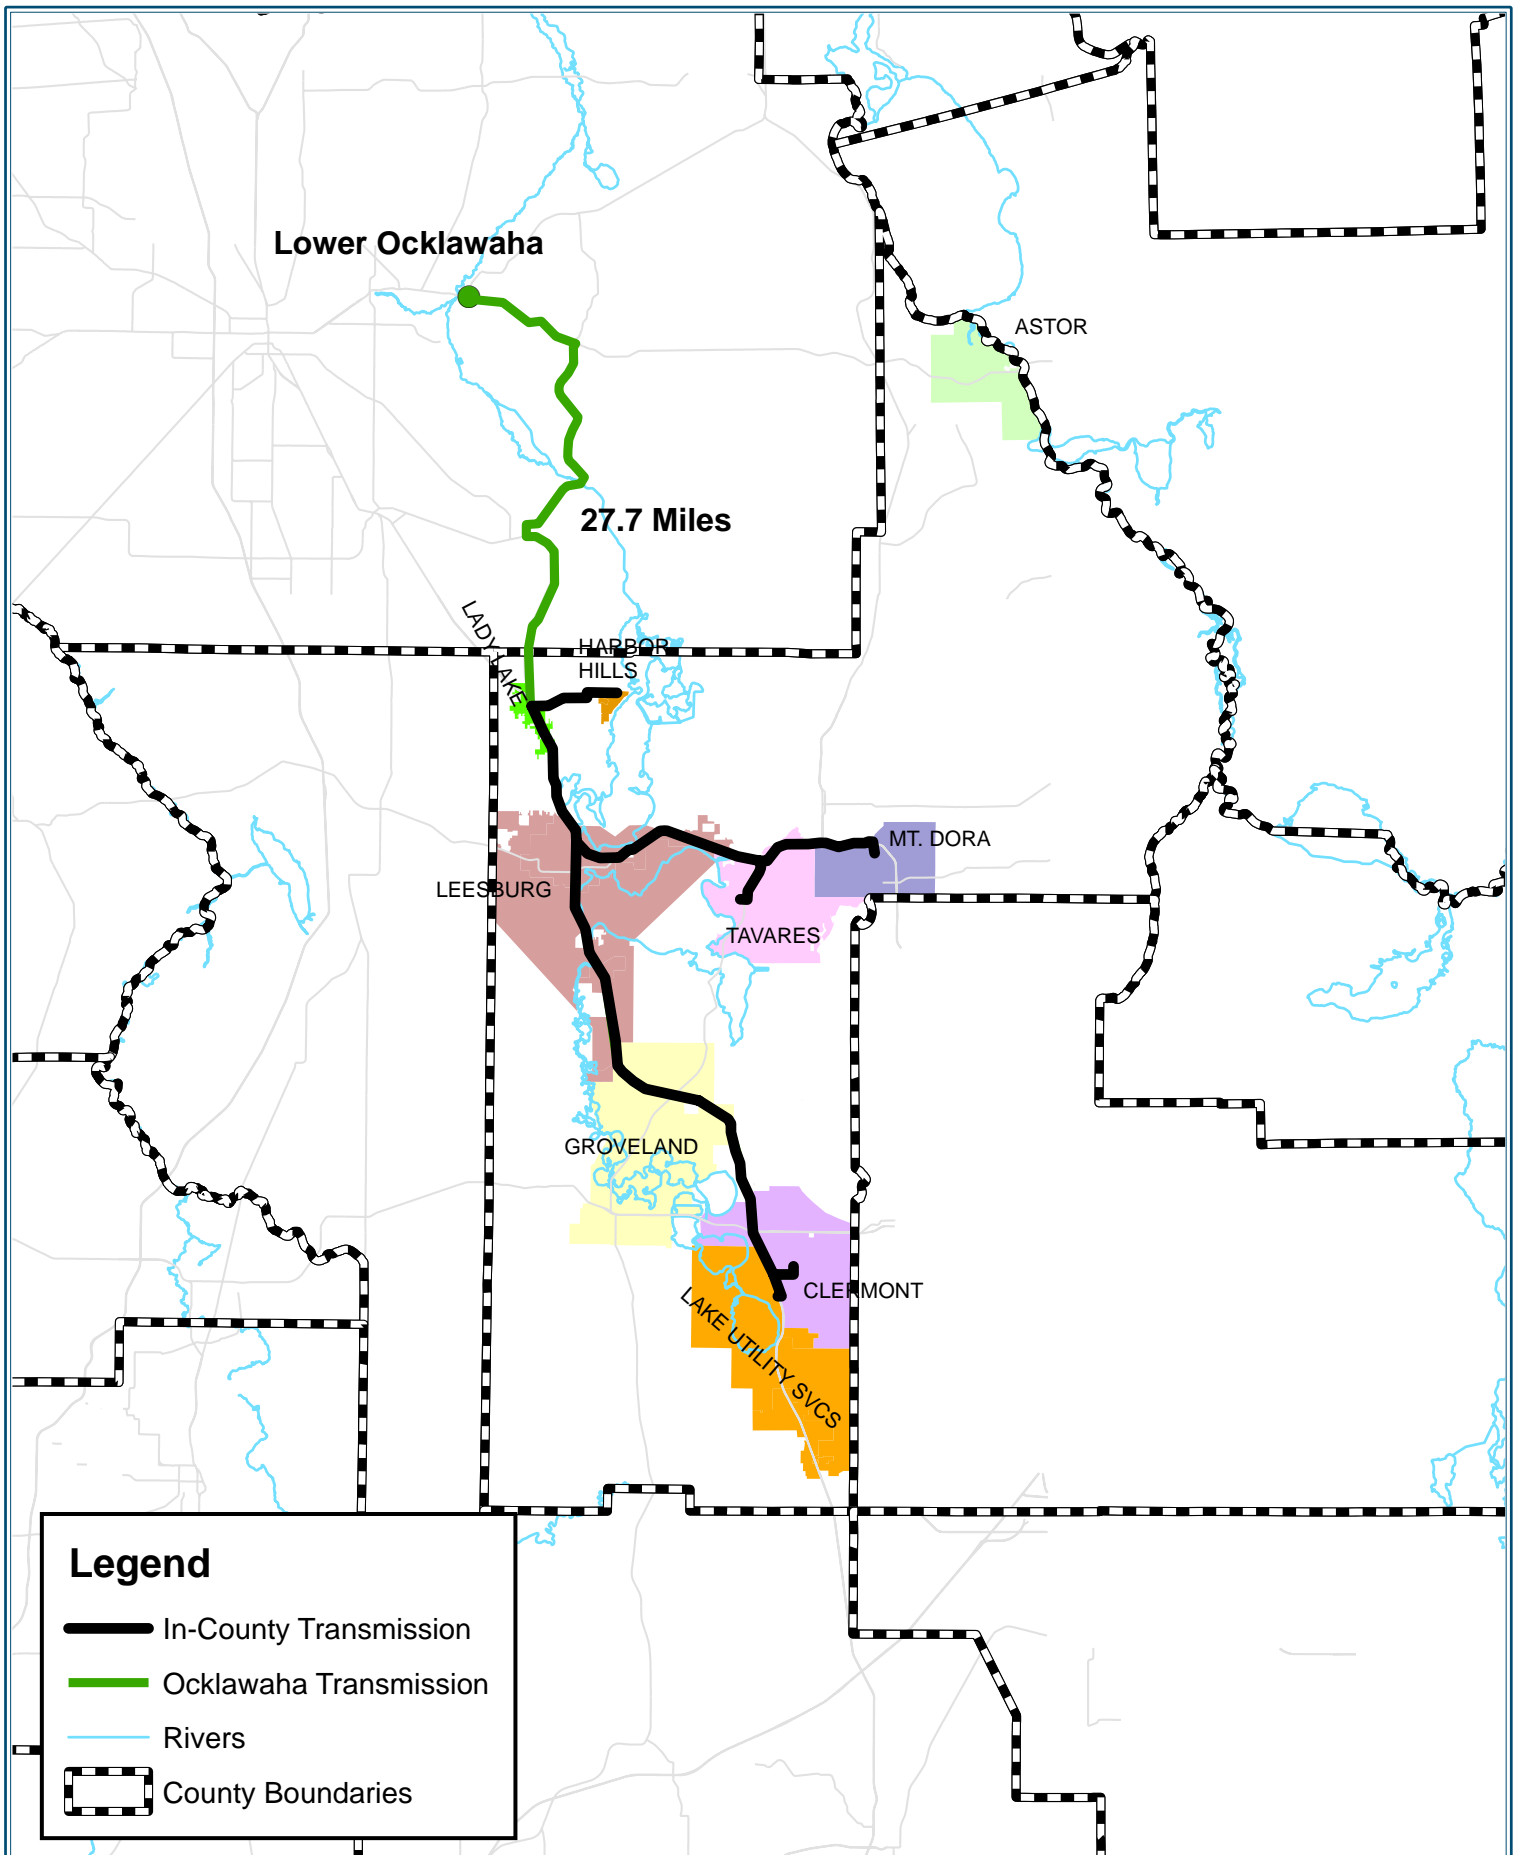 Lower Ocklawaha
ASTOR
27.7 Miles
LADY LAKE
HARBOR
HILLS
MT. DORA
LEESBURG
TAVARES
GROVELAND
CLERMONT
LAKE UTILITY SVCS
Legend
In-County Transmission
Ocklawaha Transmission
Rivers
County Boundaries